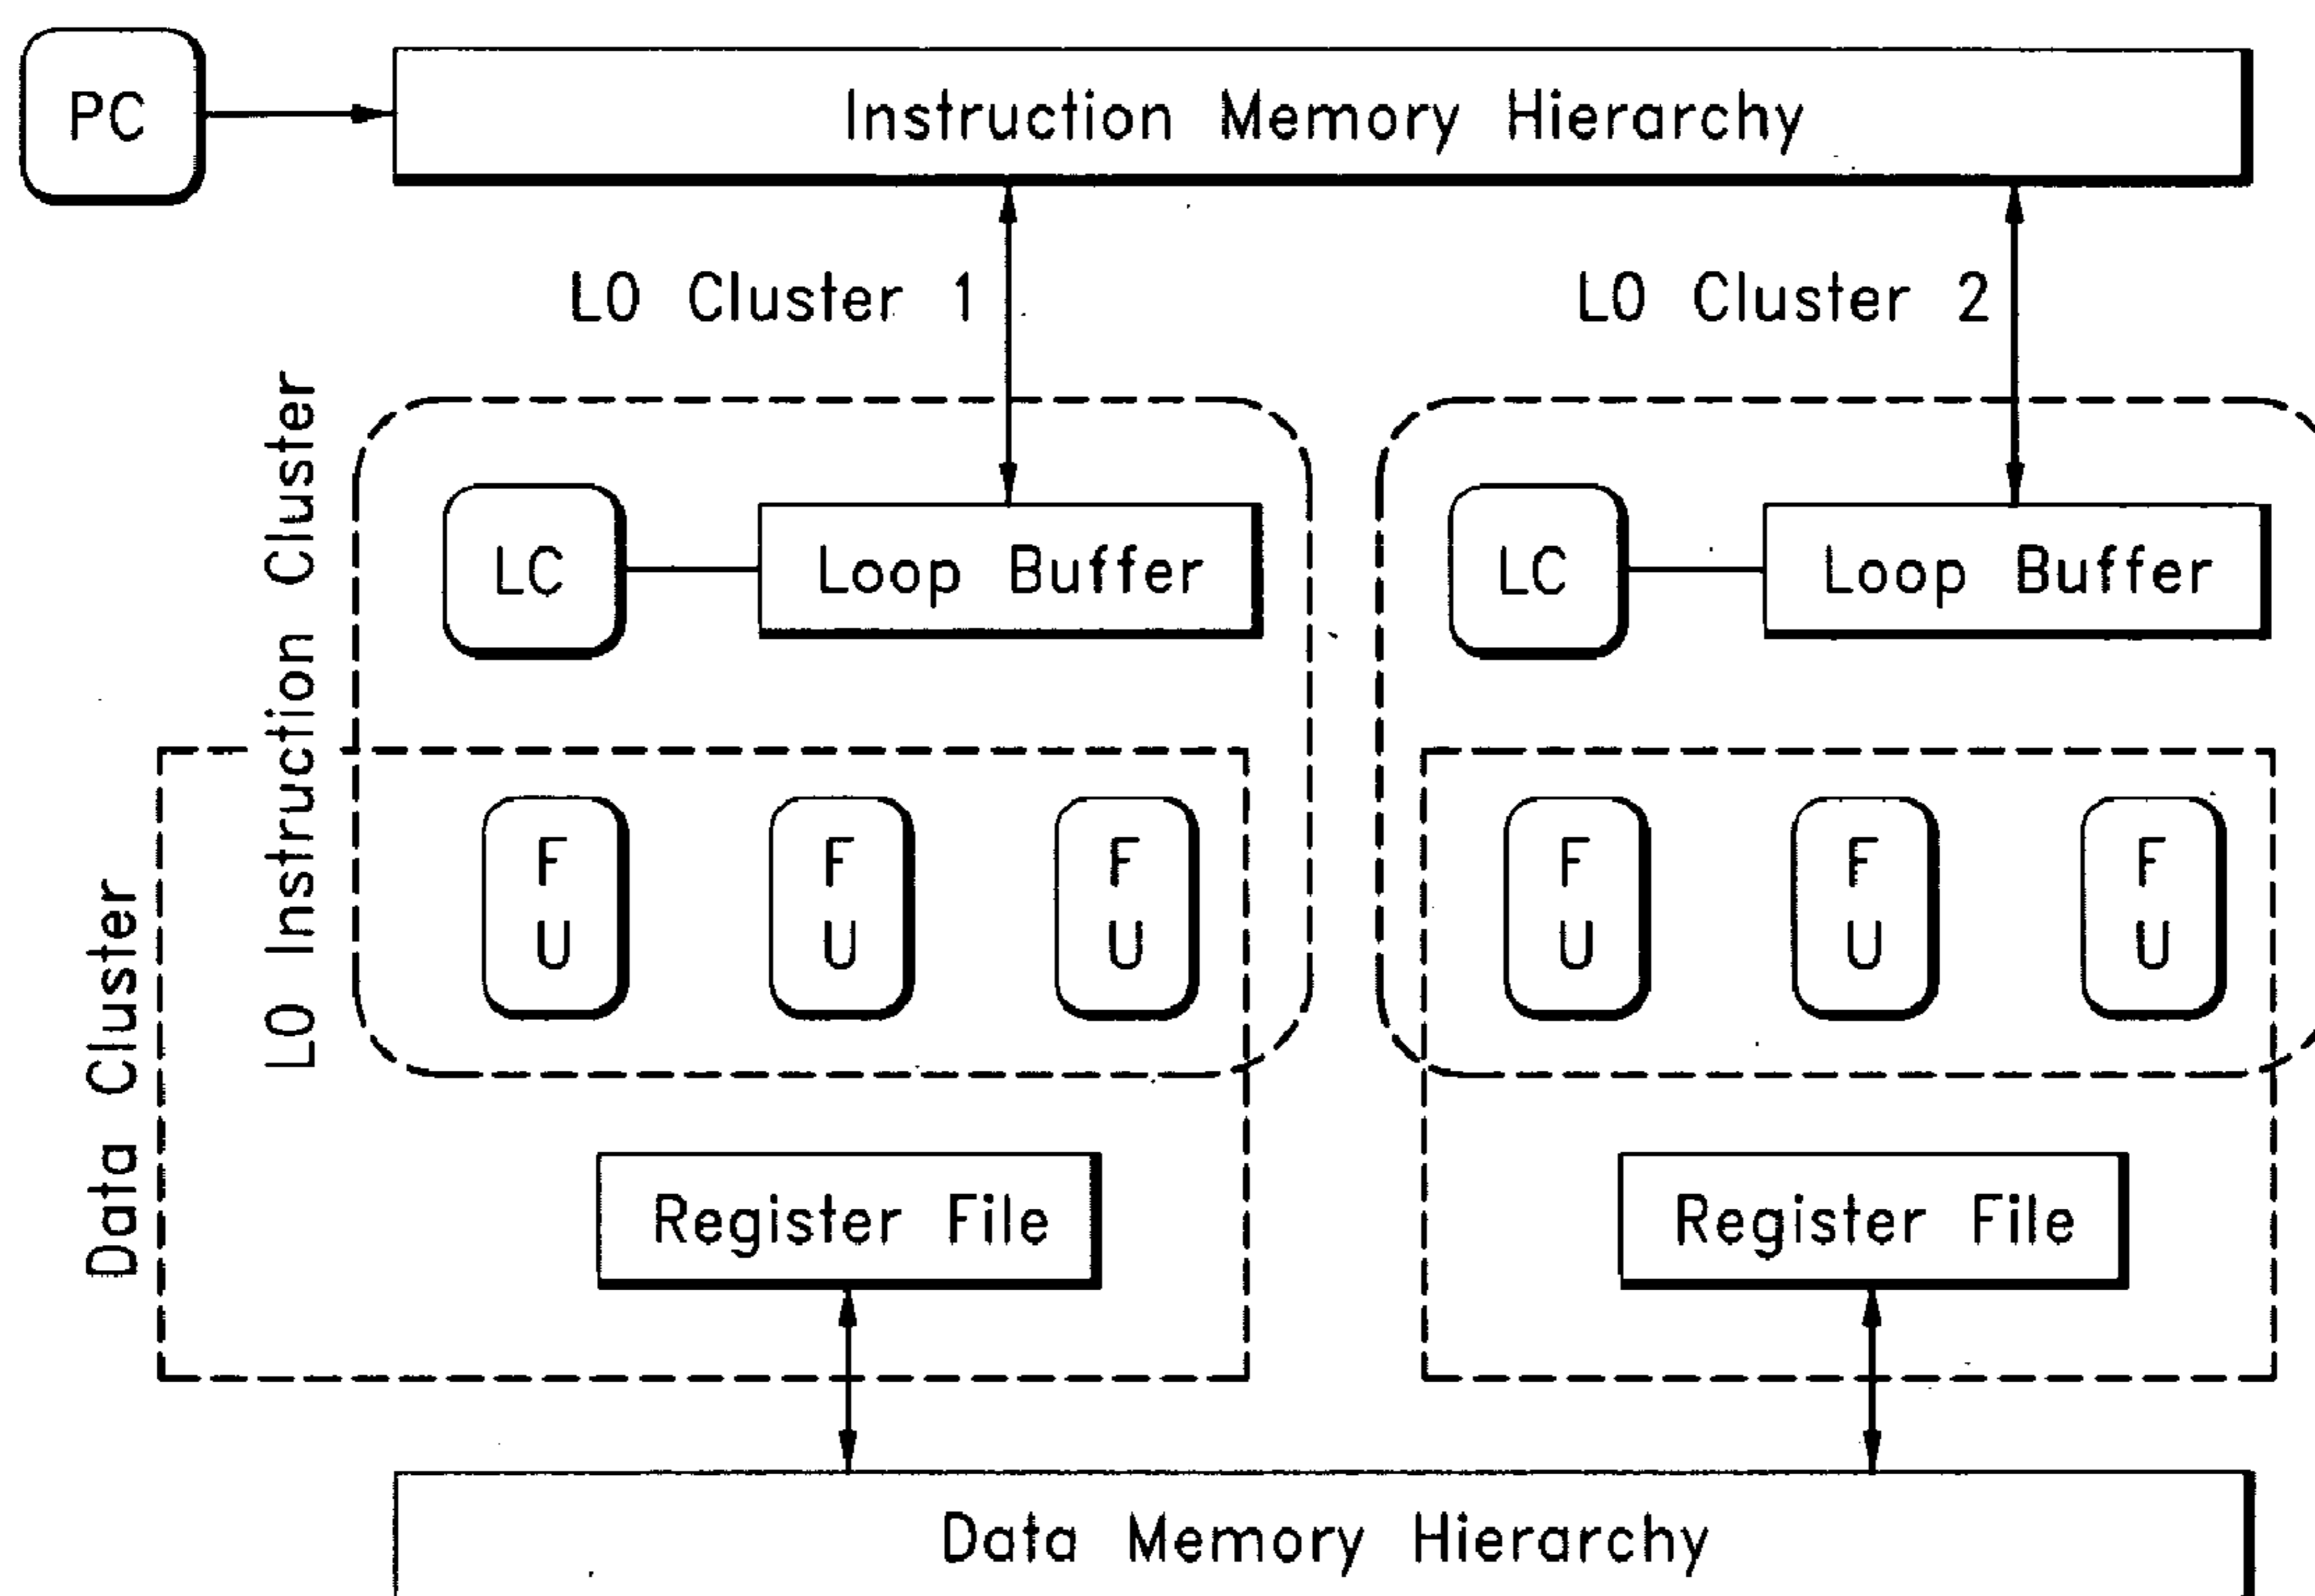 PC
Instruction Memory Hierarchy
L0 Cluster 1
L0 Cluster 2
L0 Instruction Cluster
LC
Loop Buffer
LC
Loop Buffer
Data Cluster
F
U
F
U
F
U
F
U
F
U
F
U
Register File
Register File
Data Memory Hierarchy